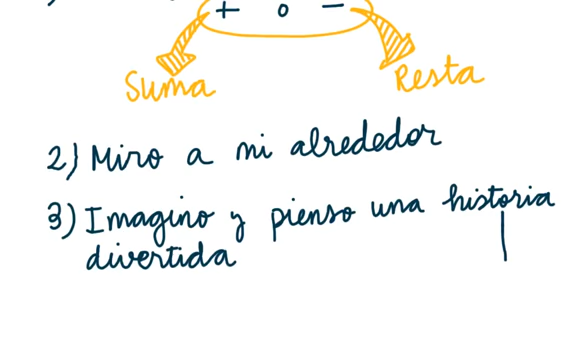 + o -
Suma Resta
2) Miro a mi alrededor
3) Imagino y pienso una historia
divertida